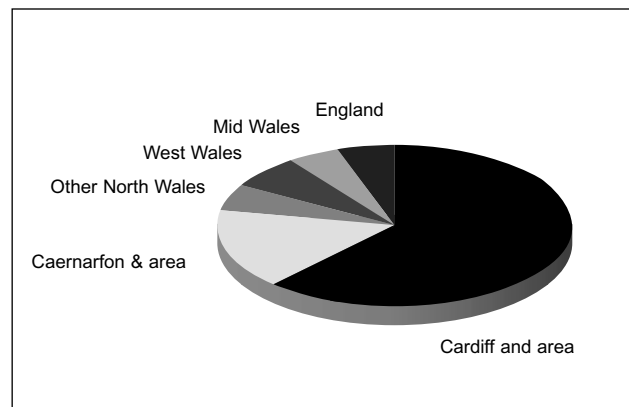 England
Mid Wales
West Wales
Other North Wales
Caernarfon & area
Cardiff and area